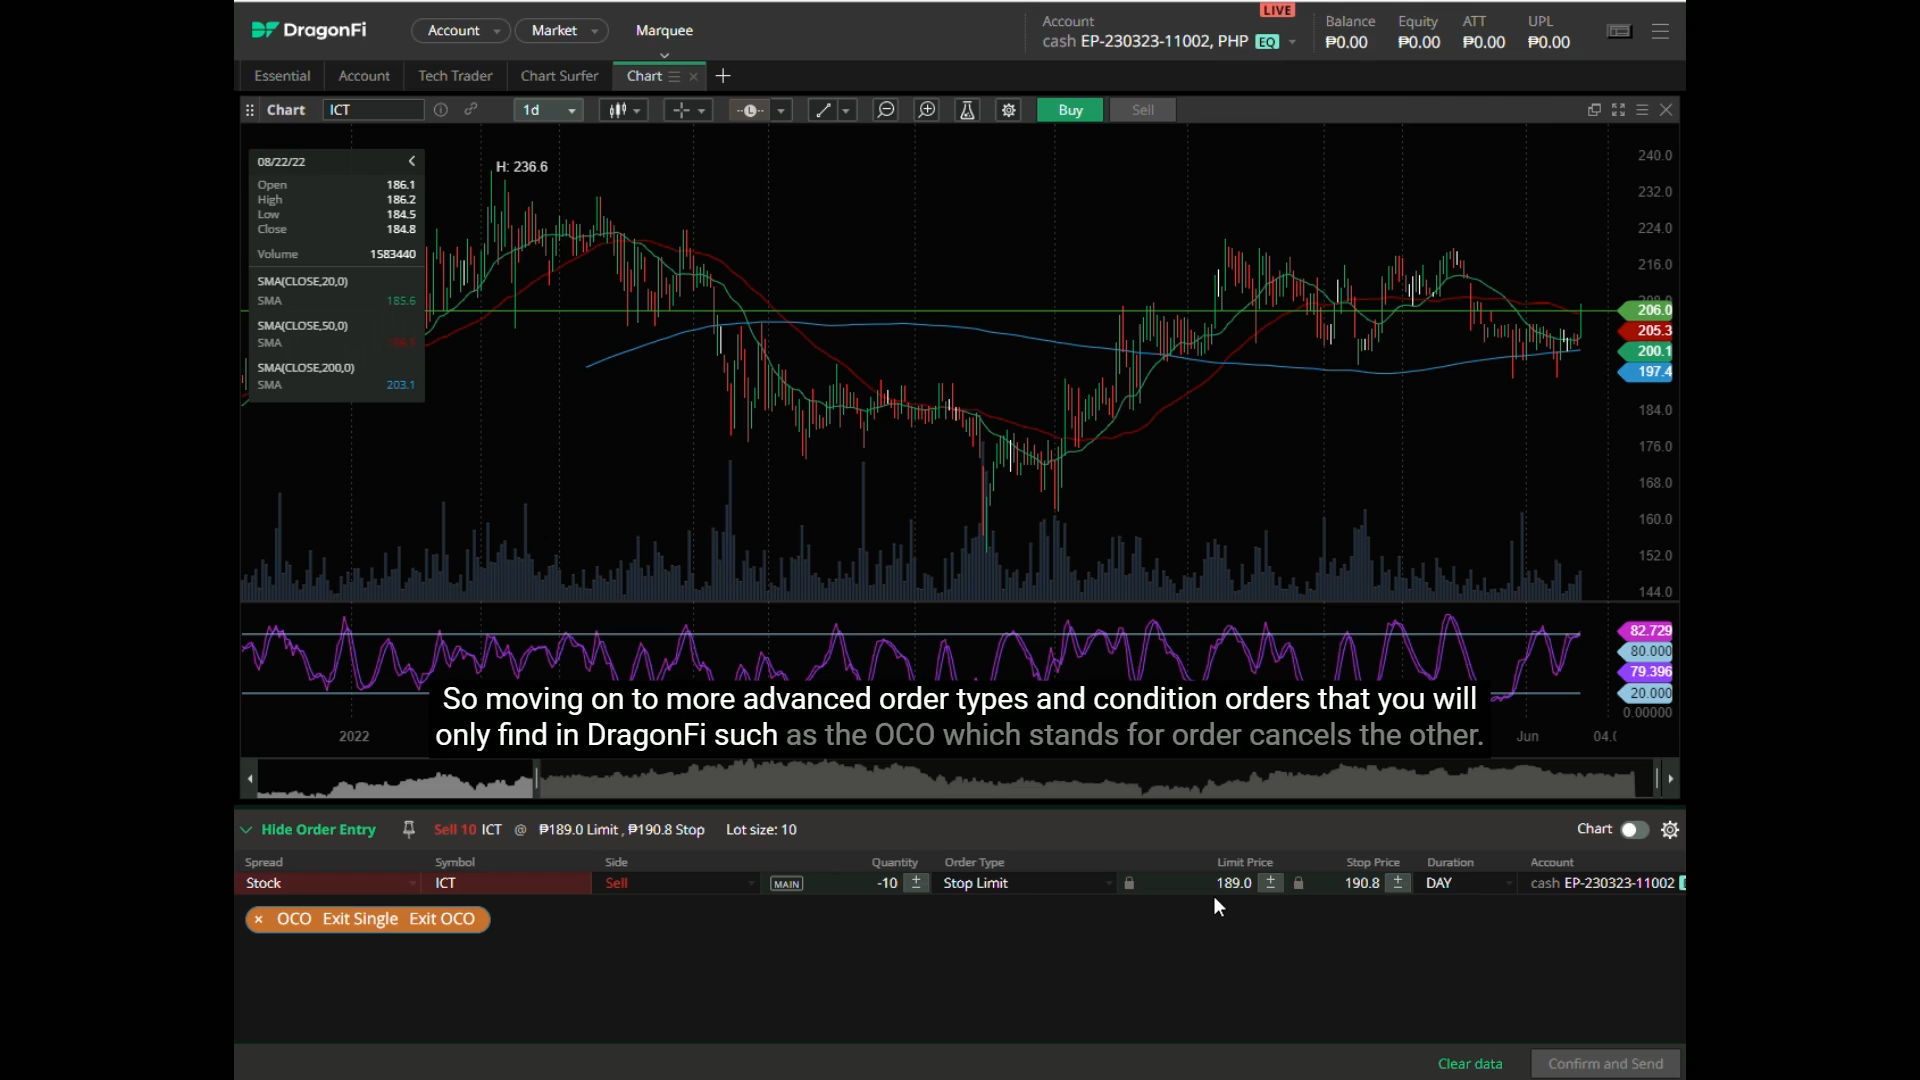 LIVE
DragonFi Account Market Marquee
Account
cash EP-230323-11002, PHP EQ
Balance Equity ATT UPL
₱0.00 ₱0.00 ₱0.00 ₱0.00
Essential Account Tech Trader Chart Surfer Chart
Chart ICT 1d L Buy Sell
08/22/22
Open 186.1
High 186.2
Low 184.5
Close 184.8
Volume 1583440
SMA(CLOSE,20,0)
SMA 185.6
SMA(CLOSE,50,0)
SMA
SMA(CLOSE,200,0)
SMA 203.1
H: 236.6
240.0
232.0
224.0
216.0
206.0
205.3
200.1
197.4
184.0
176.0
168.0
160.0
152.0
144.0
82.729
80.000
79.396
20.000
0.00000
So moving on to more advanced order types and condition orders that you will
only find in DragonFi such as the OCO which stands for order cancels the other.
2022 Jun
Hide Order Entry Sell 10 ICT @ ₱189.0 Limit , ₱190.8 Stop Lot size: 10 Chart
Spread Symbol Side Quantity Order Type Limit Price Stop Price Duration Account
Stock ICT Sell MAIN -10 Stop Limit 189.0 190.8 DAY cash EP-230323-11002
× OCO Exit Single Exit OCO
Clear data Confirm and Send